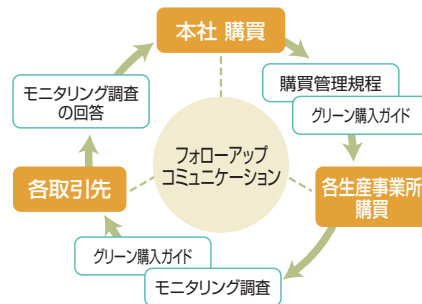 本社 購買
購買管理規程
グリーン購入ガイド
モニタリング調査
の回答
フォローアップ
コミュニケーション
各取引先
各生産事業所
購買
グリーン購入ガイド
モニタリング調査